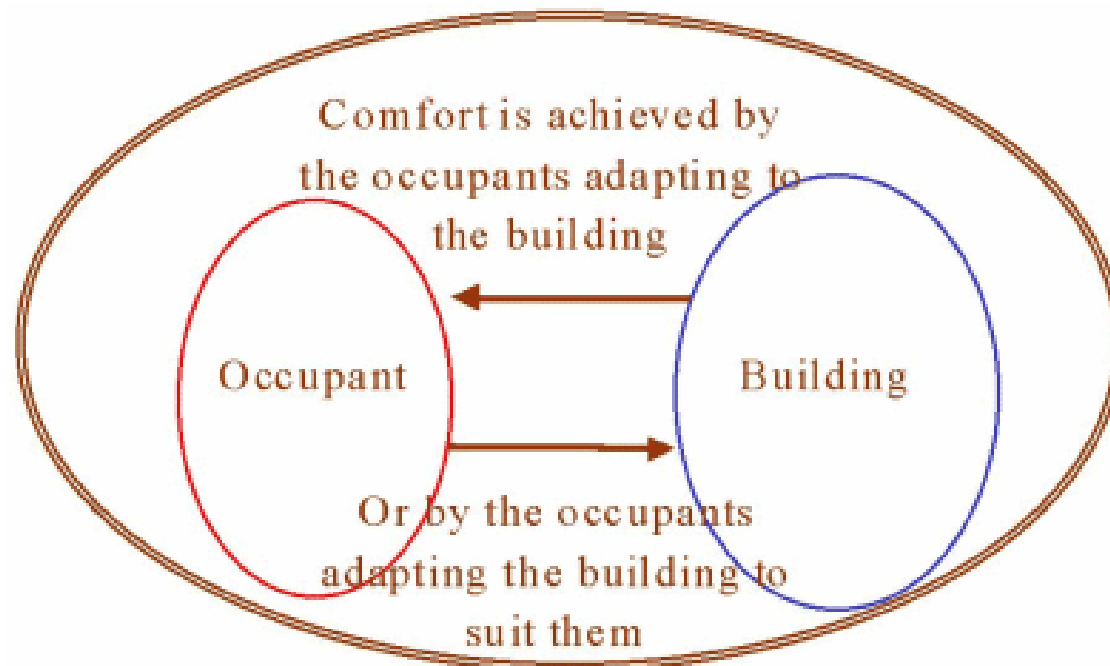 Comfort is achieved by
the occupants adapting to
the building
Occupant
Building
Or by the occupants
adapting the building to
suit them